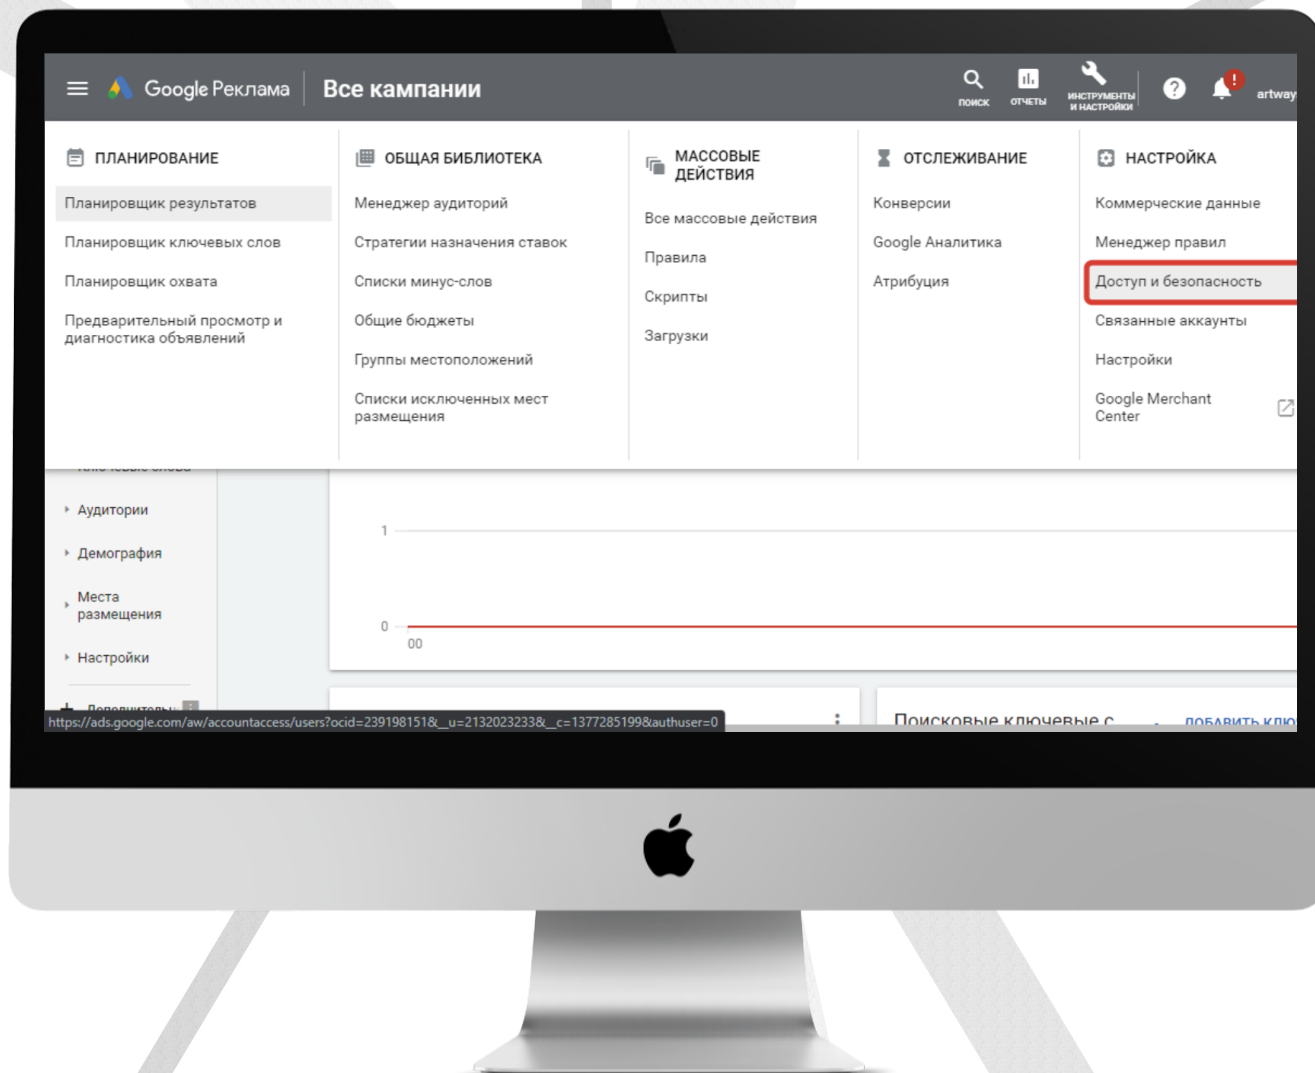 Google Реклама
Все кампании
ПОИСК
ОТЧЕТЫ
ИНСТРУМЕНТЫ
И НАСТРОЙКИ
?
!
artway
ПЛАНИРОВАНИЕ
Планировщик результатов
Планировщик ключевых слов
Планировщик охвата
Предварительный просмотр и
диагностика объявлений
ОБЩАЯ БИБЛИОТЕКА
Менеджер аудиторий
Стратегии назначения ставок
Списки минус-слов
Общие бюджеты
Группы местоположений
Списки исключенных мест
размещения
МАССОВЫЕ
ДЕЙСТВИЯ
Все массовые действия
Правила
Скрипты
Загрузки
ОТСЛЕЖИВАНИЕ
Конверсии
Google Аналитика
Атрибуция
НАСТРОЙКА
Коммерческие данные
Менеджер правил
Доступ и безопасность
Связанные аккаунты
Настройки
Google Merchant
Center
Аудитории
Демография
Места
размещения
Настройки
1
0
00
https://ads.google.com/aw/accountaccess/users?ocid=239198151&__u=2132023233&__c=1377285199&authuser=0
Поисковые ключевые с
ДОБАВИТЬ КЛЮ